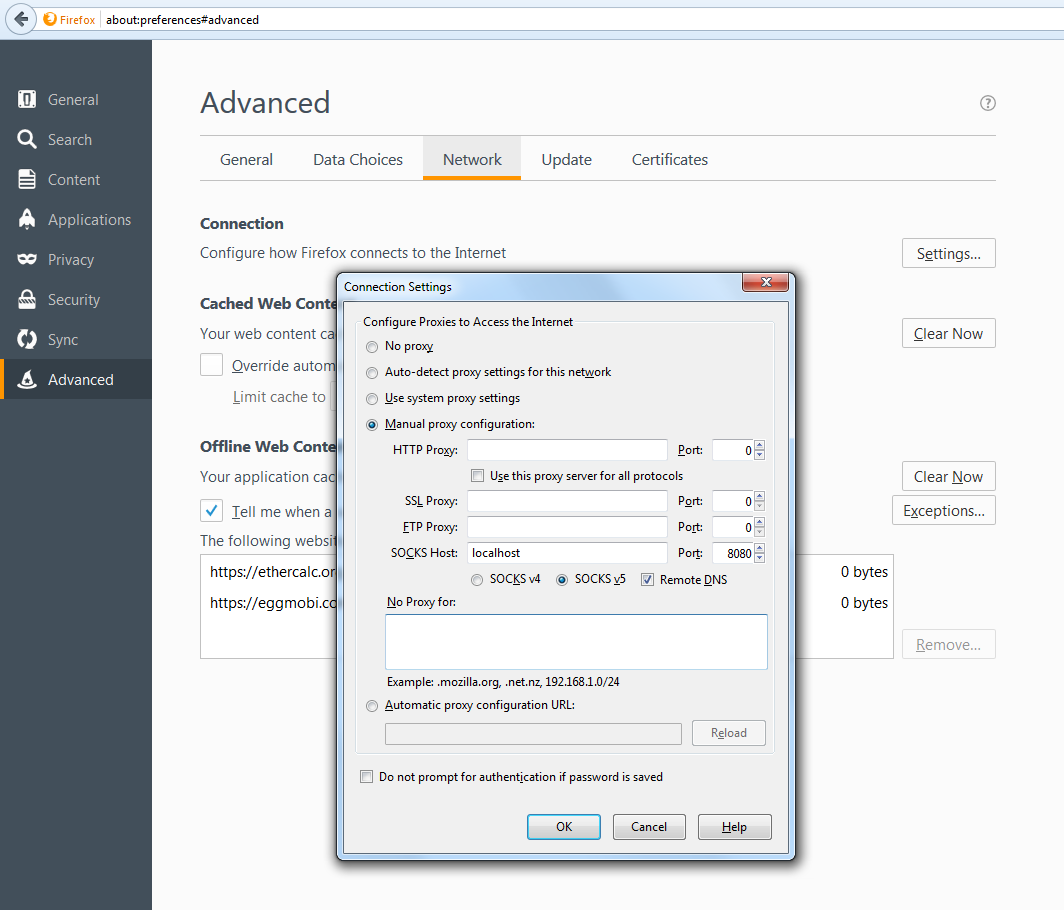 Firefox about:preferences#advanced
General
Search
Content
Applications
Privacy
Security
Sync
Advanced
Advanced
General Data Choices Network Update Certificates
Connection
Configure how Firefox connects to the Internet
Settings...
Cached Web Conte
Your web content ca
Clear Now
Override autom
Limit cache to
Offline Web Conte
Your application cac
Clear Now
Tell me when a
Exceptions...
The following websit
https://ethercalc.or
0 bytes
https://eggmobi.co
0 bytes
Remove...
Connection Settings
Configure Proxies to Access the Internet
No proxy
Auto-detect proxy settings for this network
Use system proxy settings
Manual proxy configuration:
HTTP Proxy: Port: 0
Use this proxy server for all protocols
SSL Proxy: Port: 0
FTP Proxy: Port: 0
SOCKS Host: localhost Port: 8080
SOCKS v4 SOCKS v5 Remote DNS
No Proxy for:
Example: .mozilla.org, .net.nz, 192.168.1.0/24
Automatic proxy configuration URL:
Reload
Do not prompt for authentication if password is saved
OK Cancel Help